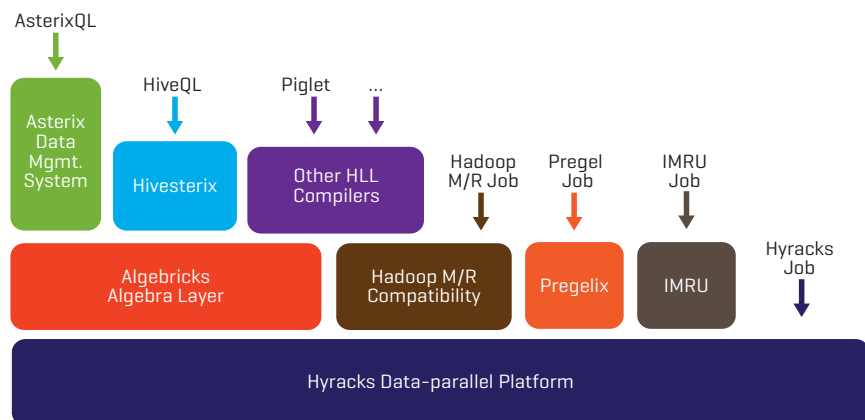 AsterixQL
HiveQL
Piglet
...
Asterix
Data
Mgmt.
System
Hivesterix
Other HLL
Compilers
Hadoop
M/R Job
Pregel
Job
IMRU
Job
Hyracks
Job
Algebricks
Algebra Layer
Hadoop M/R
Compatibility
Pregelix
IMRU
Hyracks Data-parallel Platform